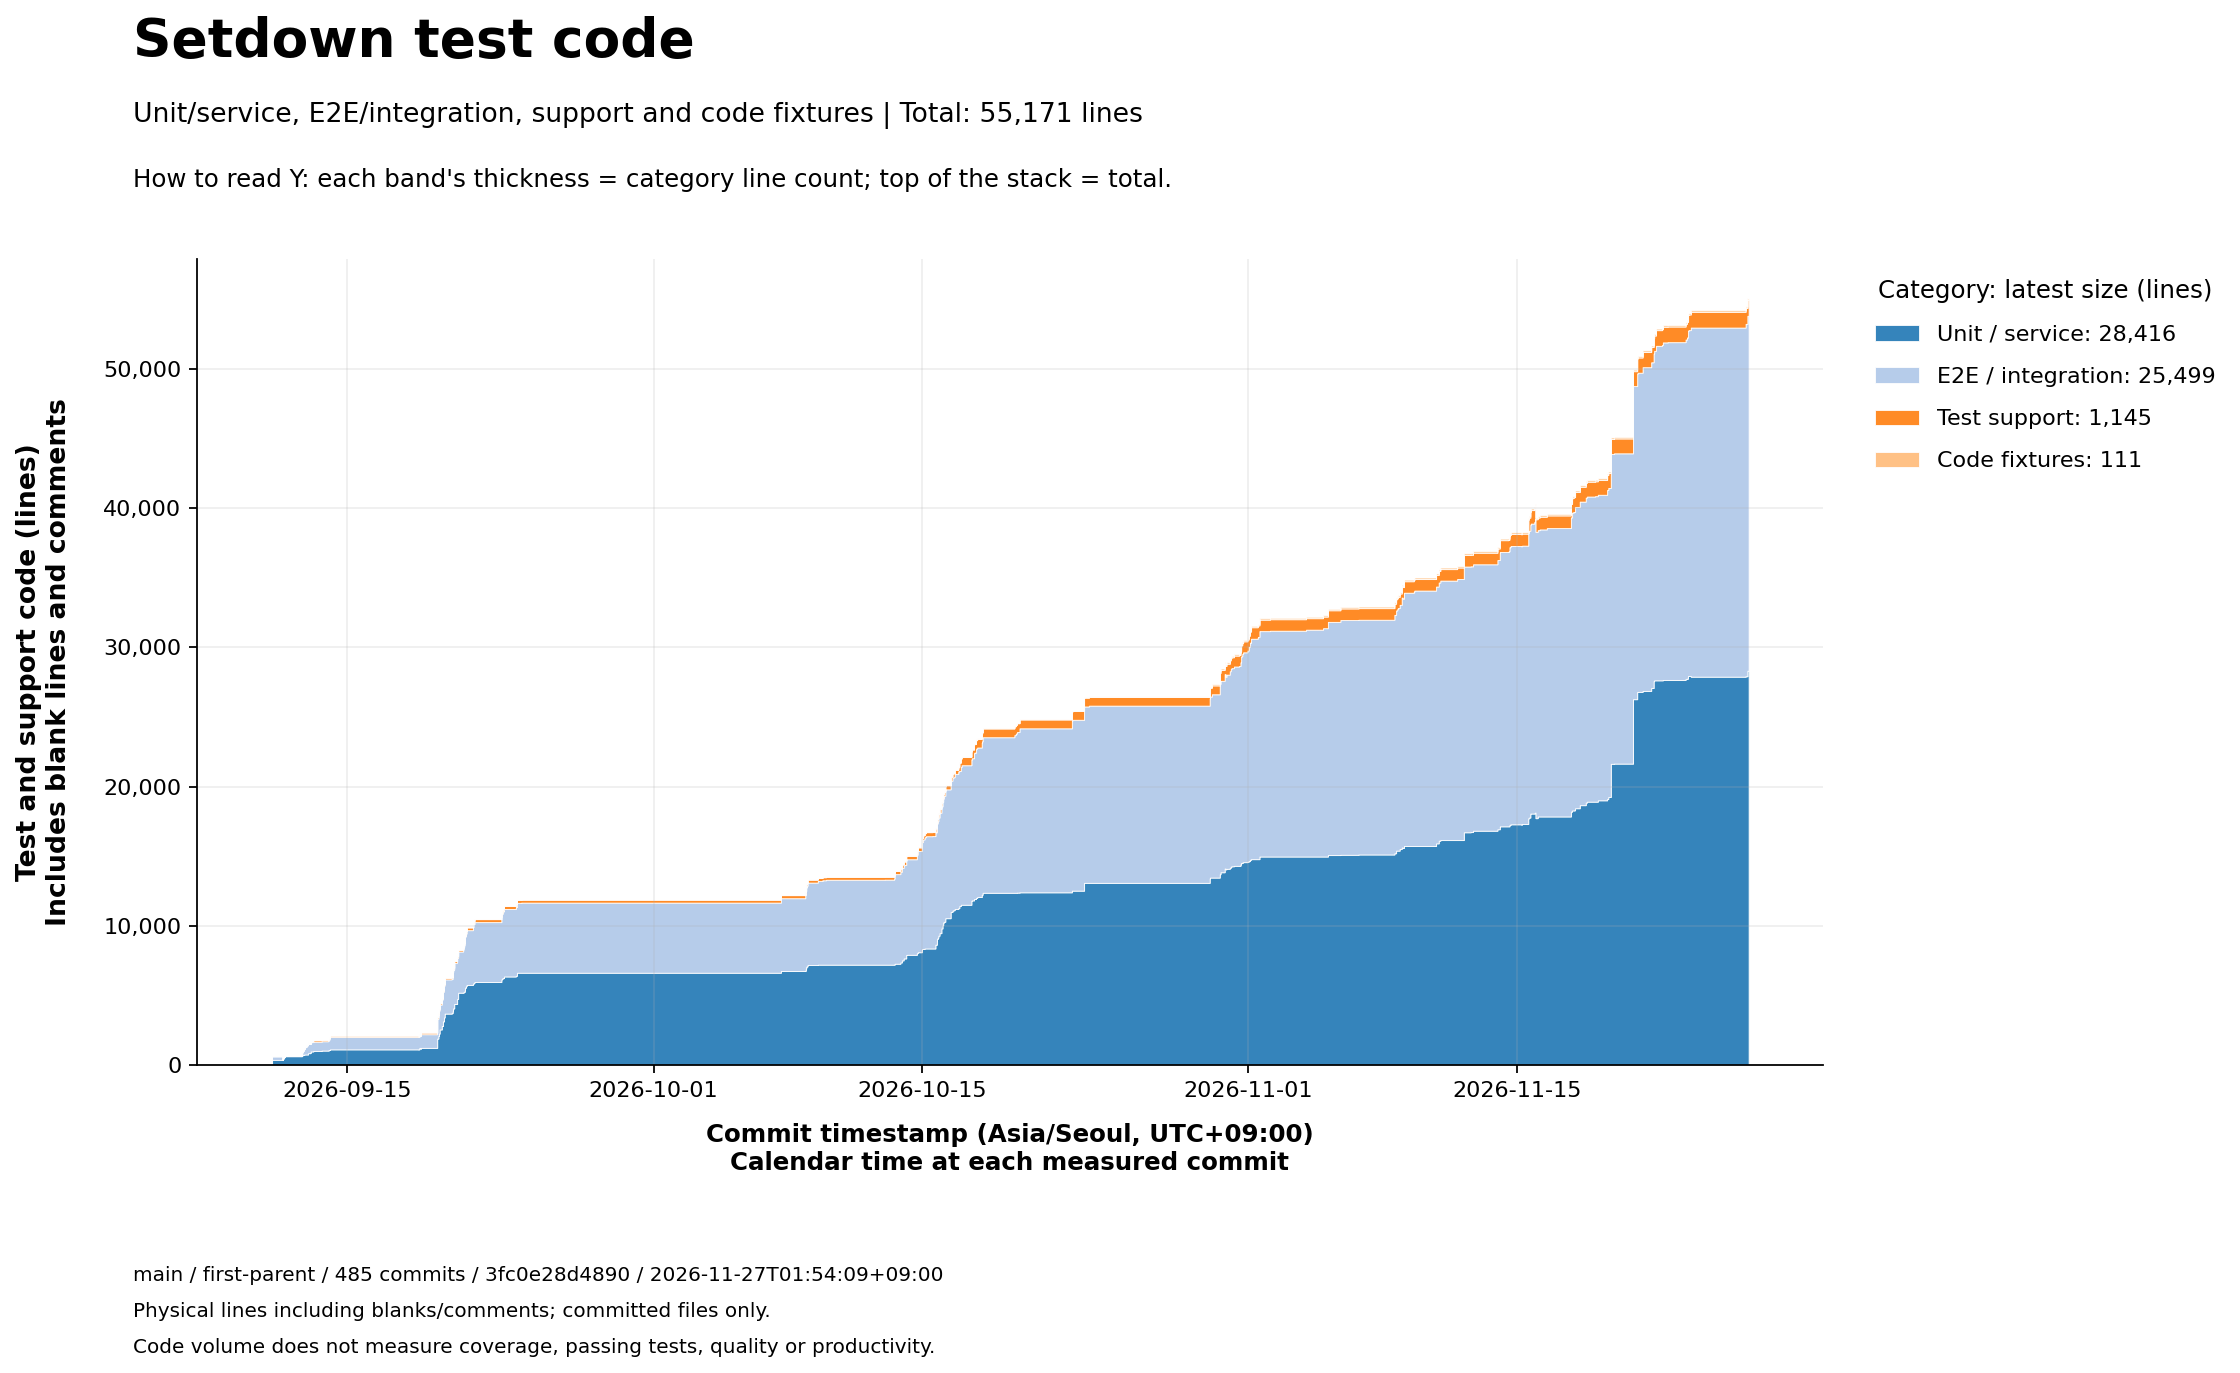 Setdown test code
Unit/service, E2E/integration, support and code fixtures | Total: 55,171 lines
How to read Y: each band's thickness = category line count; top of the stack = total.
Test and support code (lines)
Includes blank lines and comments
50,000
40,000
30,000
20,000
10,000
0
2026-09-15
2026-10-01
2026-10-15
2026-11-01
2026-11-15
Commit timestamp (Asia/Seoul, UTC+09:00)
Calendar time at each measured commit
Category: latest size (lines)
Unit / service: 28,416
E2E / integration: 25,499
Test support: 1,145
Code fixtures: 111
main / first-parent / 485 commits / 3fc0e28d4890 / 2026-11-27T01:54:09+09:00
Physical lines including blanks/comments; committed files only.
Code volume does not measure coverage, passing tests, quality or productivity.